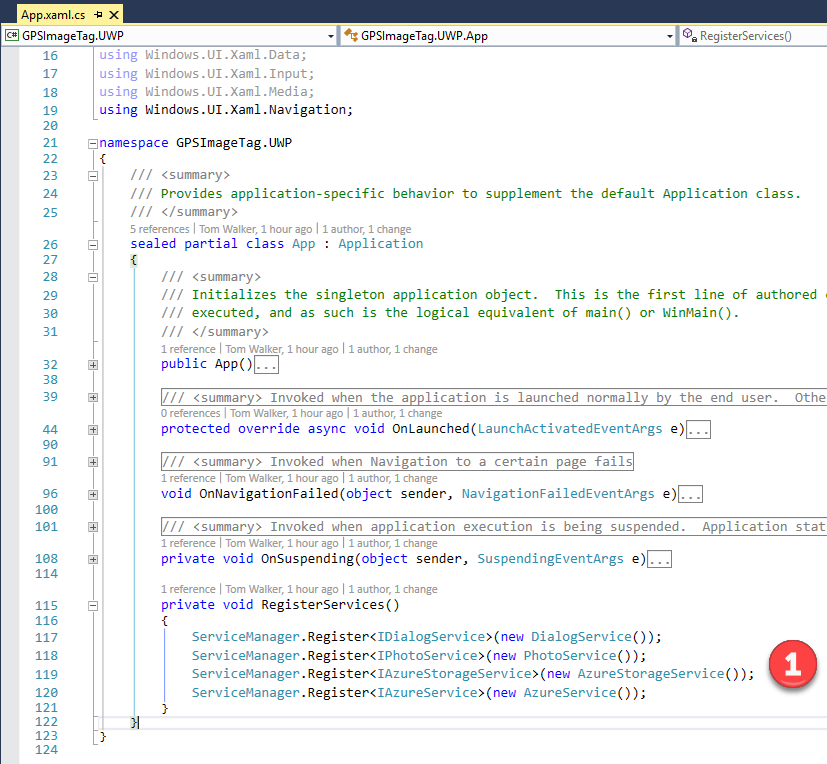 App.xaml.cs
C# GPSImageTag.UWP GPSImageTag.UWP.App RegisterServices()
16 using Windows.UI.Xaml.Data;
17 using Windows.UI.Xaml.Input;
18 using Windows.UI.Xaml.Media;
19 using Windows.UI.Xaml.Navigation;
20
21 namespace GPSImageTag.UWP
22 {
23 /// <summary>
24 /// Provides application-specific behavior to supplement the default Application class.
25 /// </summary>
5 references | Tom Walker, 1 hour ago | 1 author, 1 change
26 sealed partial class App : Application
27 {
28 /// <summary>
29 /// Initializes the singleton application object.  This is the first line of authored
30 /// executed, and as such is the logical equivalent of main() or WinMain().
31 /// </summary>
1 reference | Tom Walker, 1 hour ago | 1 author, 1 change
32 public App()...
38
39 /// <summary> Invoked when the application is launched normally by the end user.  Othe
0 references | Tom Walker, 1 hour ago | 1 author, 1 change
44 protected override async void OnLaunched(LaunchActivatedEventArgs e)...
90
91 /// <summary> Invoked when Navigation to a certain page fails
1 reference | Tom Walker, 1 hour ago | 1 author, 1 change
96 void OnNavigationFailed(object sender, NavigationFailedEventArgs e)...
100
101 /// <summary> Invoked when application execution is being suspended.  Application stat
1 reference | Tom Walker, 1 hour ago | 1 author, 1 change
108 private void OnSuspending(object sender, SuspendingEventArgs e)...
114
1 reference | Tom Walker, 1 hour ago | 1 author, 1 change
115 private void RegisterServices()
116 {
117 ServiceManager.Register<IDialogService>(new DialogService());
118 ServiceManager.Register<IPhotoService>(new PhotoService());
119 ServiceManager.Register<IAzureStorageService>(new AzureStorageService());
120 ServiceManager.Register<IAzureService>(new AzureService());
121 }
122 }
123 }
124
1